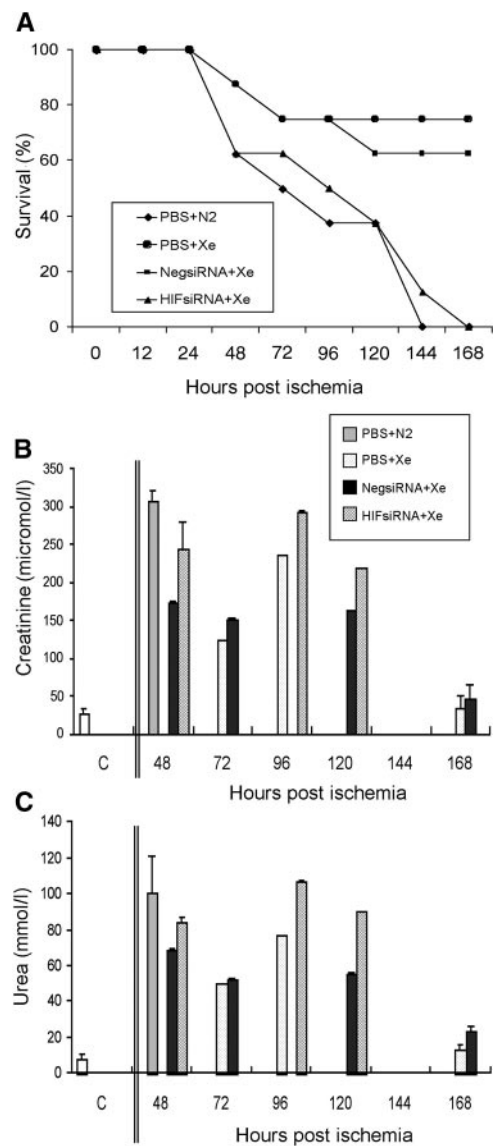 A
100
80
60
40
20
0
Survival (%)
PBS+N2
PBS+Xe
NegsiRNA+Xe
HIFsiRNA+Xe
0 12 24 48 72 96 120 144 168
Hours post ischemia
B
PBS+N2
PBS+Xe
NegsiRNA+Xe
HIFsiRNA+Xe
350
300
250
200
150
100
50
0
Creatinine (micromol/l)
C 48 72 96 120 144 168
Hours post ischemia
C
140
120
100
80
60
40
20
0
Urea (mmol/l)
C 48 72 96 120 144 168
Hours post ischemia